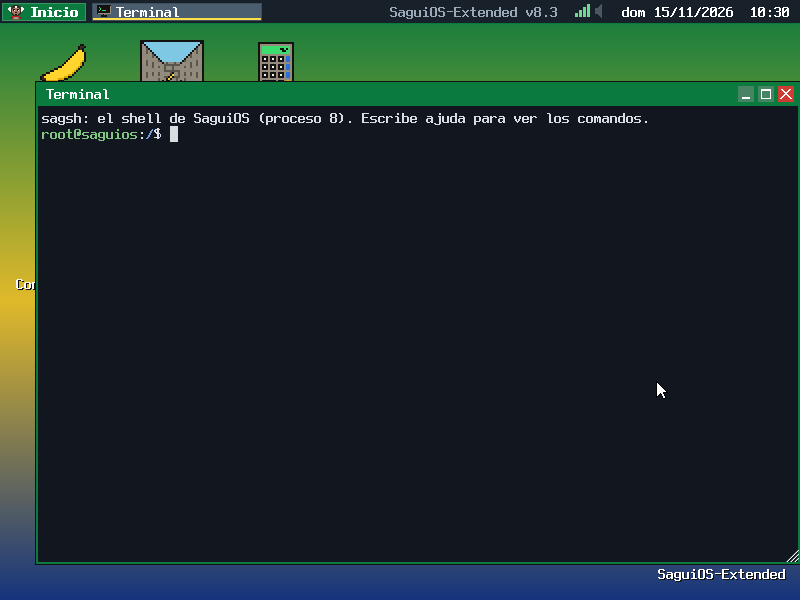 Inicio
Terminal
SaguiOS-Extended v8.3
dom 15/11/2026
10:30
Terminal
sagsh: el shell de SaguiOS (proceso 8). Escribe ajuda para ver los comandos.
root@saguios:/$
SaguiOS-Extended